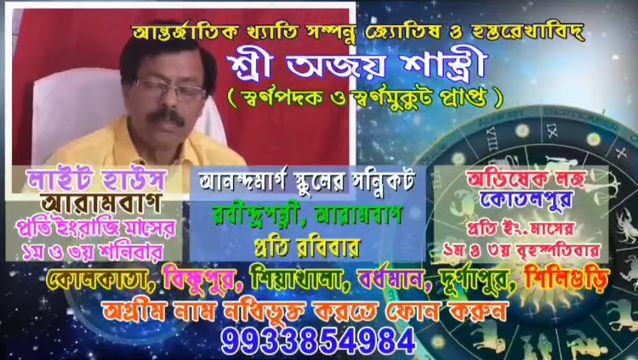 আন্তর্জাতিক খ্যাতি সম্পন্ন জ্যোতিষ ও হস্তরেখাবিদ্
শ্রী অজয় শাস্ত্রী
( স্বর্ণপদক ও স্বর্ণমুকুট প্রাপ্ত )
লাইট হাউস
আরামবাগ
প্রতি ইংরাজি মাসের
১ম ও ৩য় শনিবার
আনন্দমার্গ স্কুলের সন্নিকট
রবীন্দ্রপল্লী, আরামবাগ
প্রতি রবিবার
অভিষেক লজ
কোতলপুর
প্রতি ইং..মাসের
১ম ও ৩য় বৃহস্পতিবার
কোলকাতা, বিষ্ণুপুর, শিয়াখালা, বর্ধমান, দুর্গাপুর, শিলিগুড়ি
অগ্রীম নাম নথিভুক্ত করতে ফোন করুন
9933854984